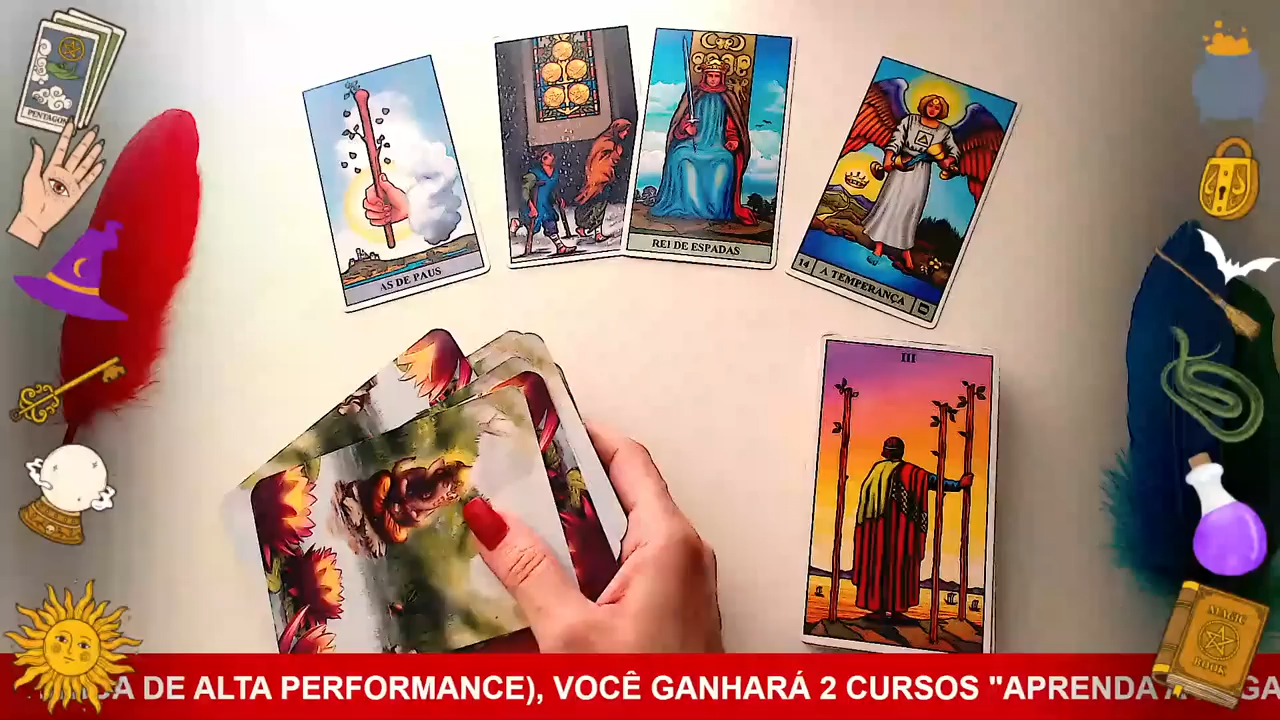 PENTAGON
AS DE PAUS
REI DE ESPADAS
14 A TEMPERANÇA
III
MAGIC
BOOK
DE ALTA PERFORMANCE), VOCÊ GANHARÁ 2 CURSOS "APRENDA